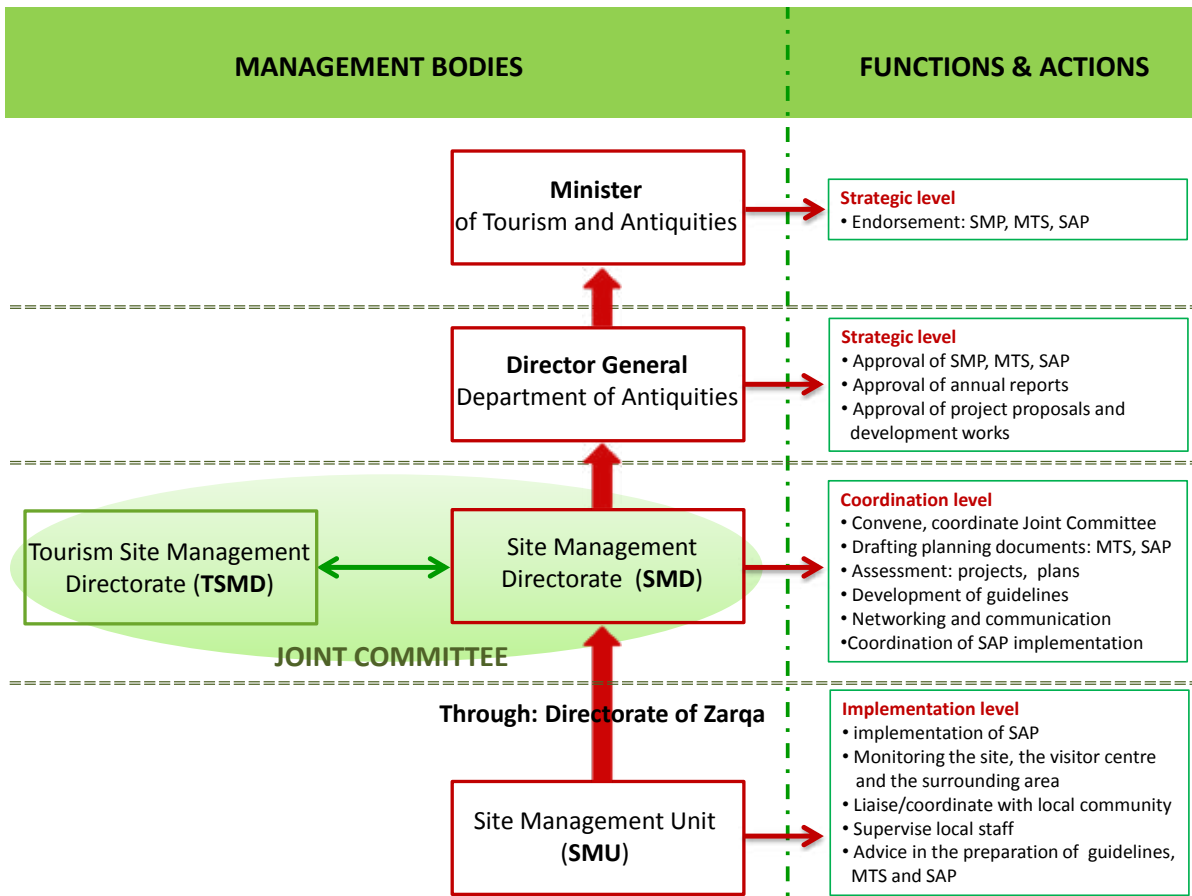 MANAGEMENT BODIES
FUNCTIONS & ACTIONS
Minister
of Tourism and Antiquities
Strategic level
• Endorsement: SMP, MTS, SAP
Director General
Department of Antiquities
Strategic level
• Approval of SMP, MTS, SAP
• Approval of annual reports
• Approval of project proposals and
development works
Tourism Site Management
Directorate (TSMD)
Site Management
Directorate (SMD)
JOINT COMMITTEE
Coordination level
• Convene, coordinate Joint Committee
• Drafting planning documents: MTS, SAP
• Assessment: projects, plans
• Development of guidelines
• Networking and communication
•Coordination of SAP implementation
Through: Directorate of Zarqa
Site Management Unit
(SMU)
Implementation level
• implementation of SAP
• Monitoring the site, the visitor centre
and the surrounding area
• Liaise/coordinate with local community
• Supervise local staff
• Advice in the preparation of guidelines,
MTS and SAP